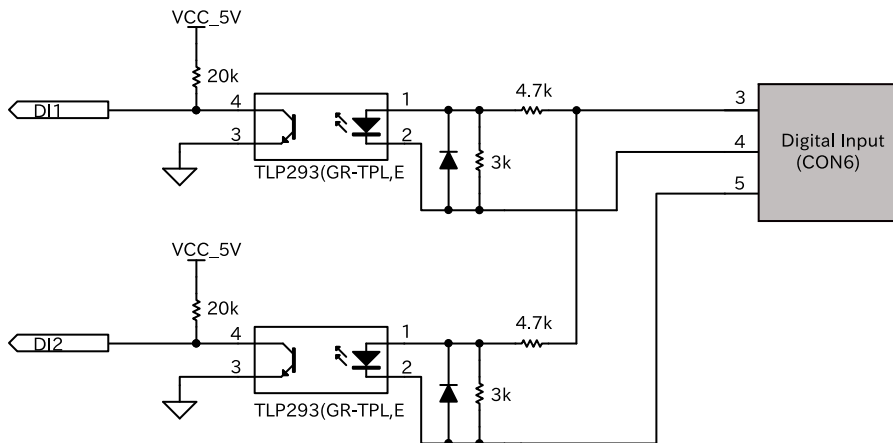 VCC_5V
20k
DI1
4
3
1
2
TLP293(GR-TPL,E
3k
4.7k
3
4
5
Digital Input
(CON6)
VCC_5V
20k
DI2
4
3
1
2
TLP293(GR-TPL,E
3k
4.7k